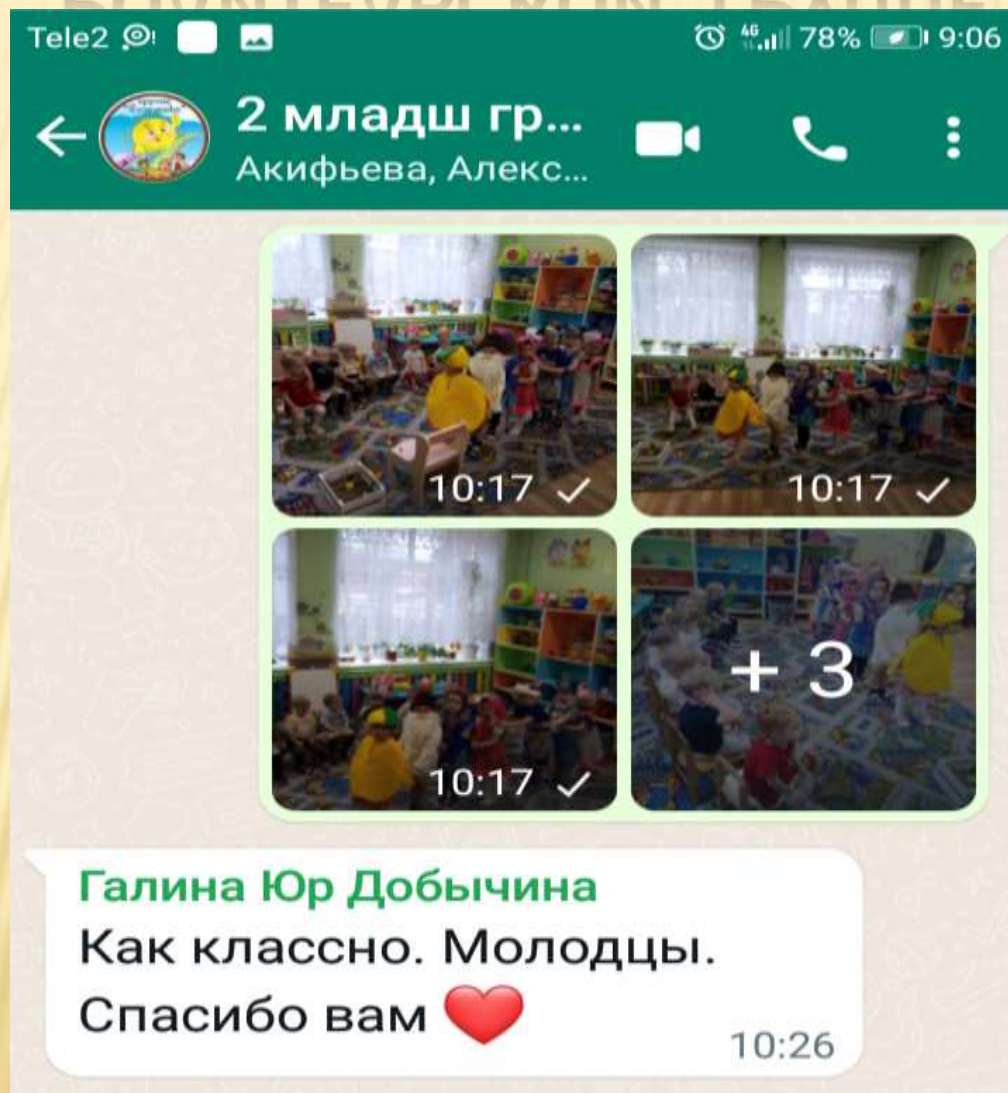 Tele2
4G
78%
9:06
2 младш гр...
Акифьева, Алекс...
10:17
10:17
10:17
+ 3
Галина Юр Добычина
Как классно. Молодцы.
Спасибо вам ❤️
10:26